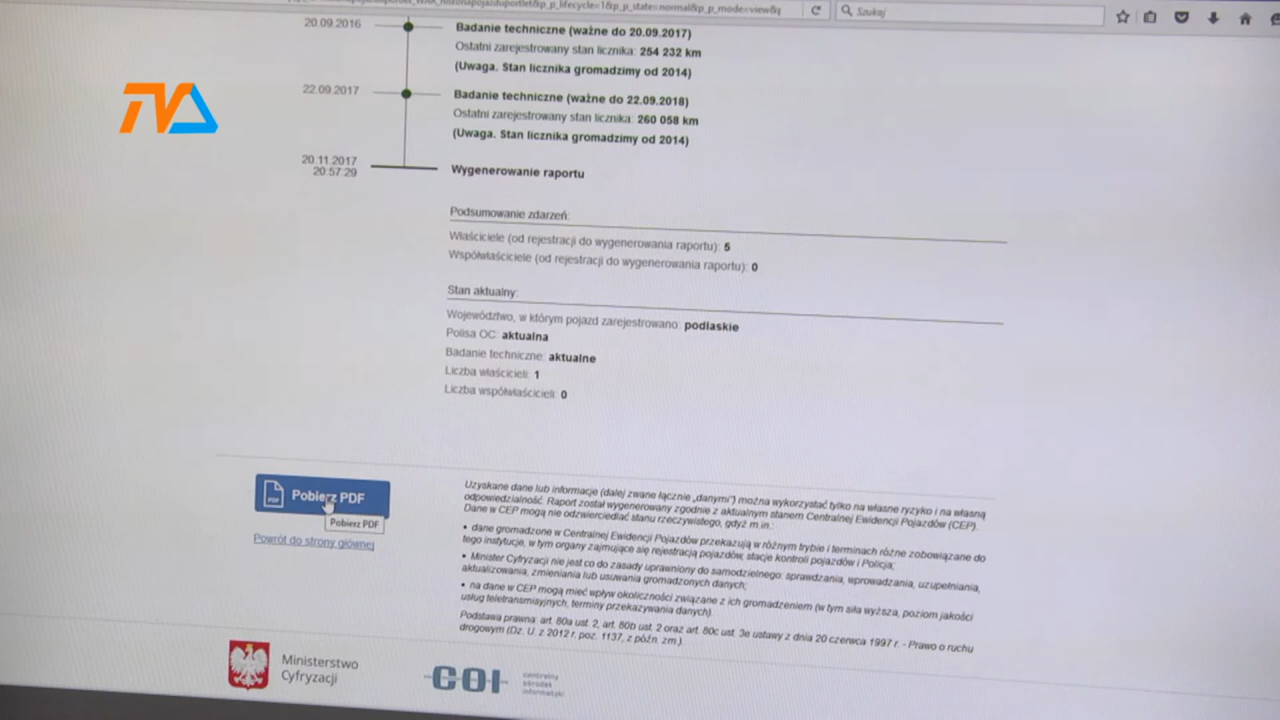 p_p_lifecycle=1&p_p_state=normal&p_p_mode=view&
Szukaj
20.09.2016
Badanie techniczne (ważne do 20.09.2017)
Ostatni zarejestrowany stan licznika: 254 232 km
(Uwaga. Stan licznika gromadzimy od 2014)
TVA
22.09.2017
Badanie techniczne (ważne do 22.09.2018)
Ostatni zarejestrowany stan licznika: 260 058 km
(Uwaga. Stan licznika gromadzimy od 2014)
20.11.2017
20:57:29
Wygenerowanie raportu
Podsumowanie zdarzeń:
Właściciele (od rejestracji do wygenerowania raportu): 5
Współwłaściciele (od rejestracji do wygenerowania raportu): 0
Stan aktualny:
Województwo, w którym pojazd zarejestrowano: podlaskie
Polisa OC: aktualna
Badanie techniczne: aktualne
Liczba właścicieli: 1
Liczba współwłaścicieli: 0
PDF
Pobierz PDF
Pobierz PDF
Powrót do strony głównej
Uzyskane dane lub informacje (dalej zwane łącznie „danymi”) można wykorzystać tylko na własne ryzyko i na własną
odpowiedzialność. Raport został wygenerowany zgodnie z aktualnym stanem Centralnej Ewidencji Pojazdów (CEP).
Dane w CEP mogą nie odzwierciedlać stanu rzeczywistego, gdyż m.in.:
• dane gromadzone w Centralnej Ewidencji Pojazdów przekazują w różnym trybie i terminach różne zobowiązane do
tego instytucje, w tym organy zajmujące się rejestracją pojazdów, stacje kontroli pojazdów i Policja;
• Minister Cyfryzacji nie jest co do zasady uprawniony do samodzielnego: sprawdzania, wprowadzania, uzupełniania,
aktualizowania, zmieniania lub usuwania gromadzonych danych;
• na dane w CEP mogą mieć wpływ okoliczności związane z ich gromadzeniem (w tym siła wyższa, poziom jakości
usług teletransmisyjnych, terminy przekazywania danych).
Podstawa prawna: art. 80a ust. 2, art. 80b ust. 2 oraz art. 80c ust. 3e ustawy z dnia 20 czerwca 1997 r. - Prawo o ruchu
drogowym (Dz. U. z 2012 r. poz. 1137, z późn. zm.).
Ministerstwo
Cyfryzacji
COI
centralny
ośrodek
informatyki